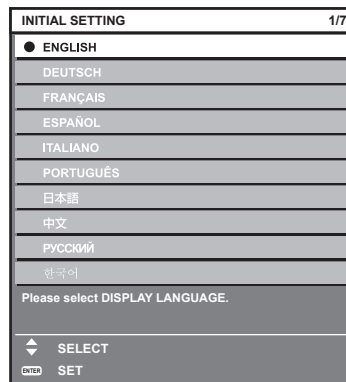 INITIAL SETTING 1/7
ENGLISH
DEUTSCH
FRANÇAIS
ESPAÑOL
ITALIANO
PORTUGUÊS
日本語
中文
РУССКИЙ
한국어
Please select DISPLAY LANGUAGE.
SELECT
ENTER SET